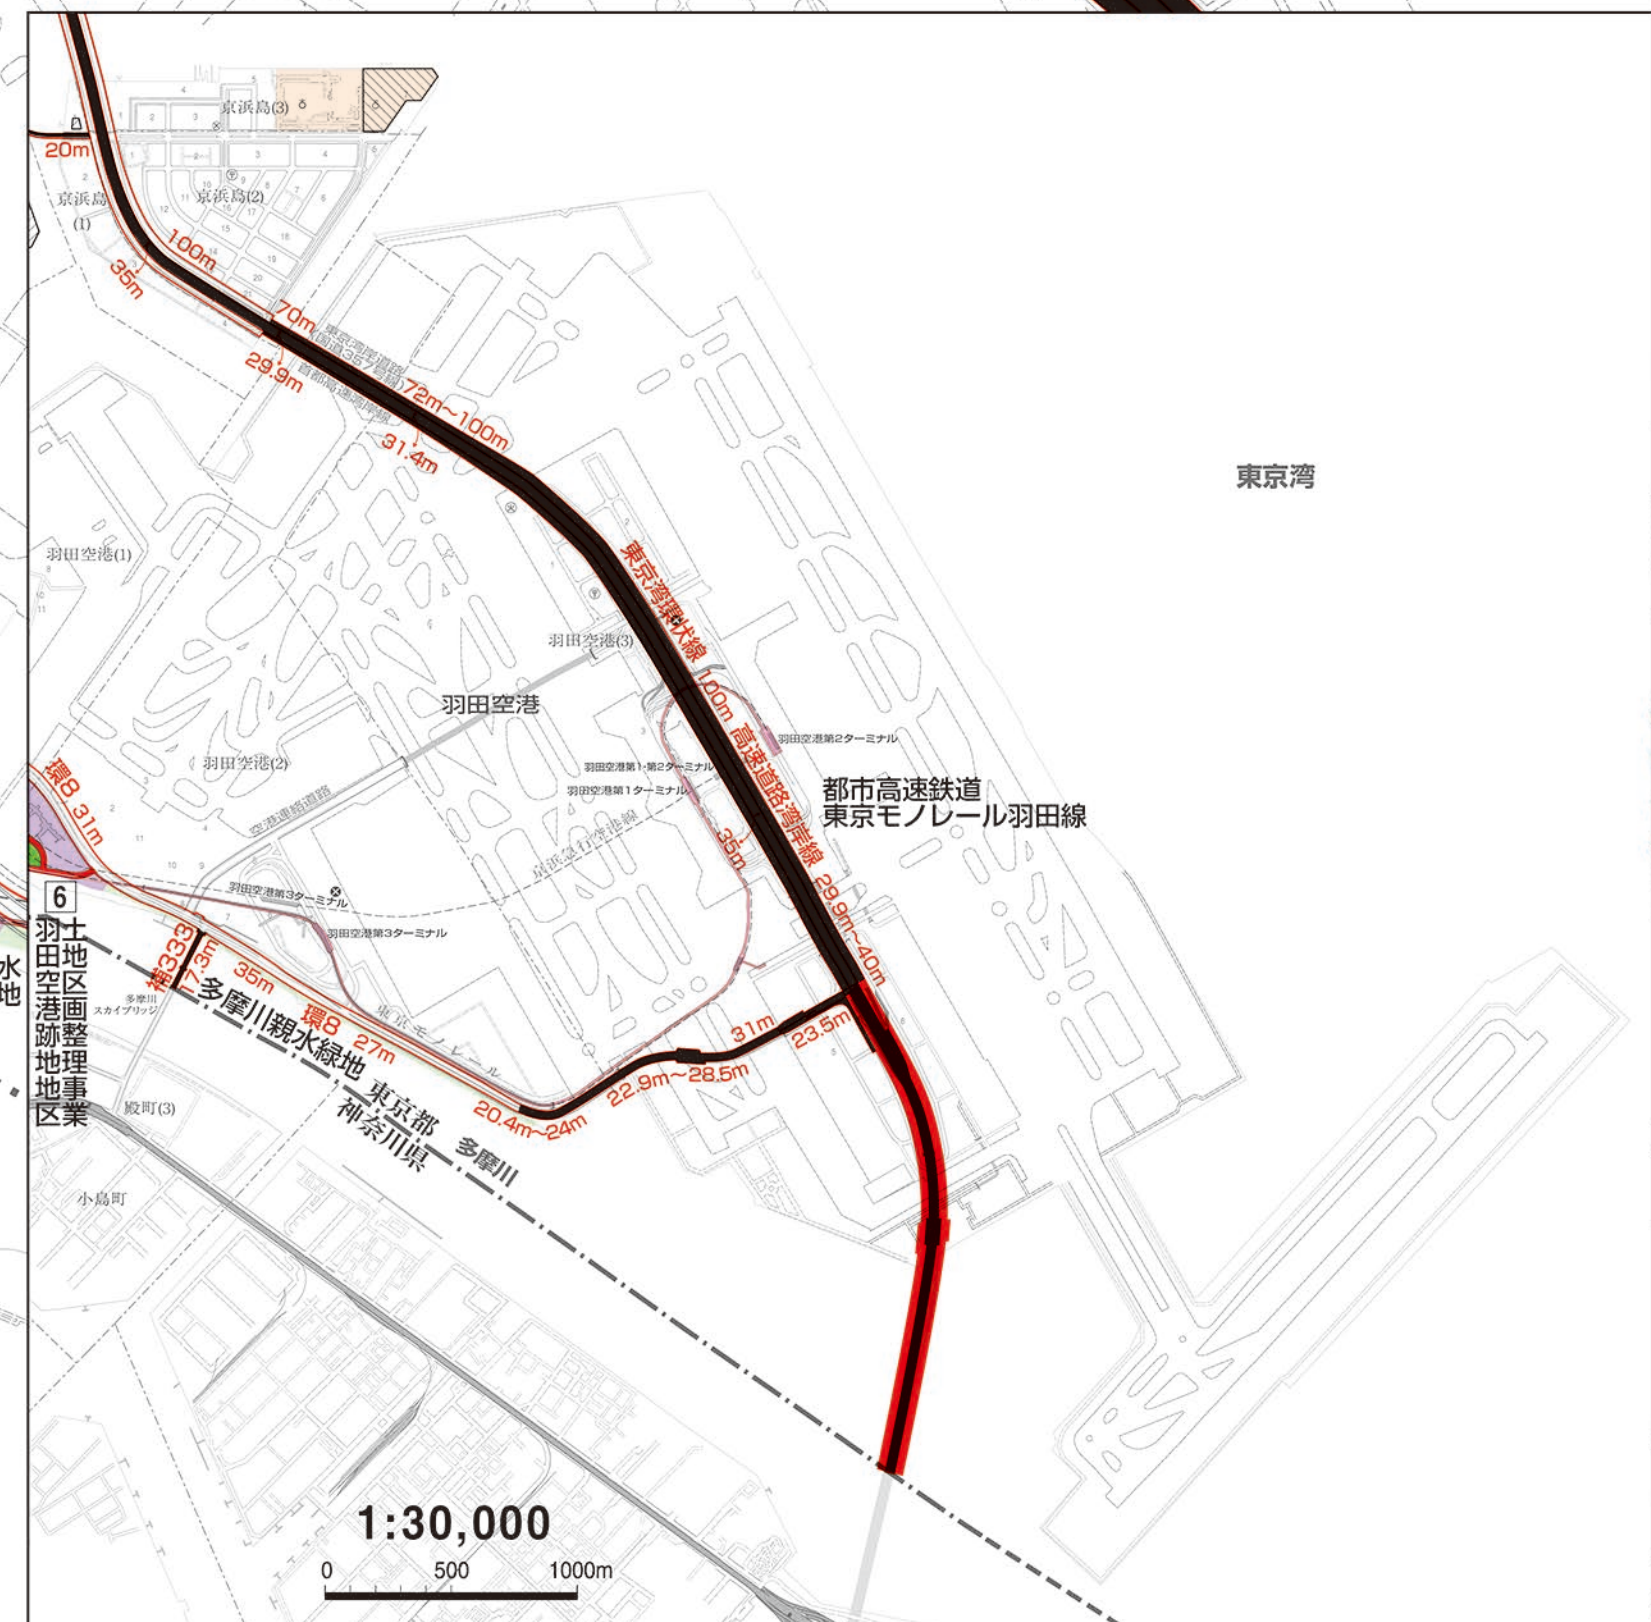 京浜島(3)
20m
京浜島
(1)
京浜島(2)
100m
35m
70m
29.9m
東京湾岸道路
(国道357号線)
首都高速湾岸線
72m~100m
31.4m
東京湾
羽田空港(1)
東京湾環状線 100m 高速道路湾岸線 29.9m~40m
羽田空港(3)
羽田空港
羽田空港(2)
羽田空港第2ターミナル
羽田空港第1・第2ターミナル
羽田空港第1ターミナル
都市高速鉄道
東京モノレール羽田線
環8 31m
空港連絡道路
京浜急行空港線
35m
羽田空港第3ターミナル
羽田空港第3ターミナル
6
土地区画整理事業
羽田空港跡地地区
水
地
補333
17.3m
多摩川
スカイブリッジ
35m
環8
27m
多摩川親水緑地
東京モノレール
31m
23.5m
22.9m~28.5m
20.4m~24m
東京都
神奈川県
多摩川
殿町(3)
小島町
1:30,000
0 500 1000m